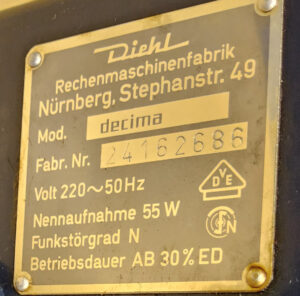 Diehl
Rechenmaschinenfabrik
Nürnberg, Stephanstr. 49
Mod. decima
Fabr. Nr. 24162686
Volt 220~50Hz
VDE
Nennaufnahme 55 W
Funkstörgrad N
Betriebsdauer AB 30% ED